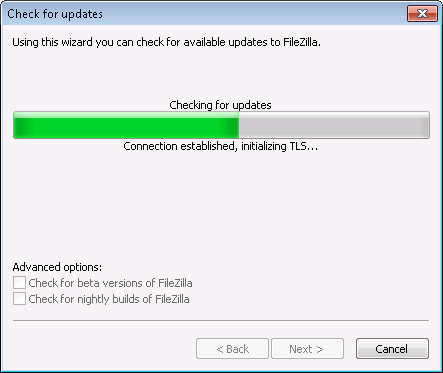 Check for updates
Using this wizard you can check for available updates to FileZilla.
Checking for updates
Connection established, initializing TLS...
Advanced options:
Check for beta versions of FileZilla
Check for nightly builds of FileZilla
< Back Next > Cancel